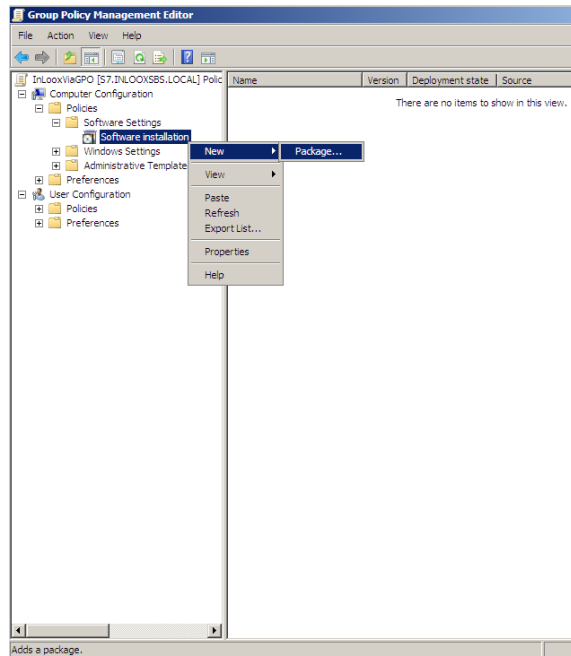 Group Policy Management Editor
File Action View Help
InLooxViaGPO [S7.INLOOXSBS.LOCAL] Polic
Name Version Deployment state Source
Computer Configuration
There are no items to show in this view.
Policies
Software Settings
Software installation
Windows Settings
New
Package...
Administrative Template
Preferences
View
User Configuration
Policies
Paste
Preferences
Refresh
Export List...
Properties
Help
Adds a package.